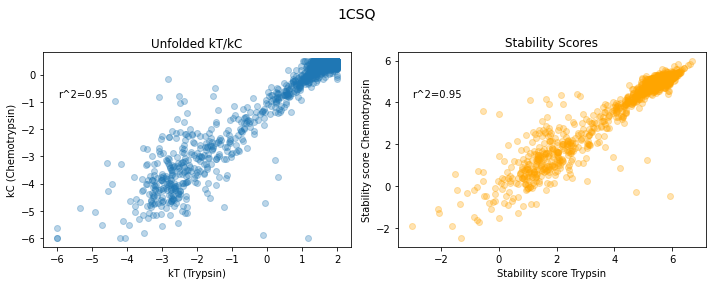 1CSQ
Unfolded kT/kC
r^2=0.95
kC (Chemotrypsin)
0
−1
−2
−3
−4
−5
−6
−6 −5 −4 −3 −2 −1 0 1 2
kT (Trypsin)
Stability Scores
r^2=0.95
Stability score Chemotrypsin
6
4
2
0
−2
−2 0 2 4 6
Stability score Trypsin